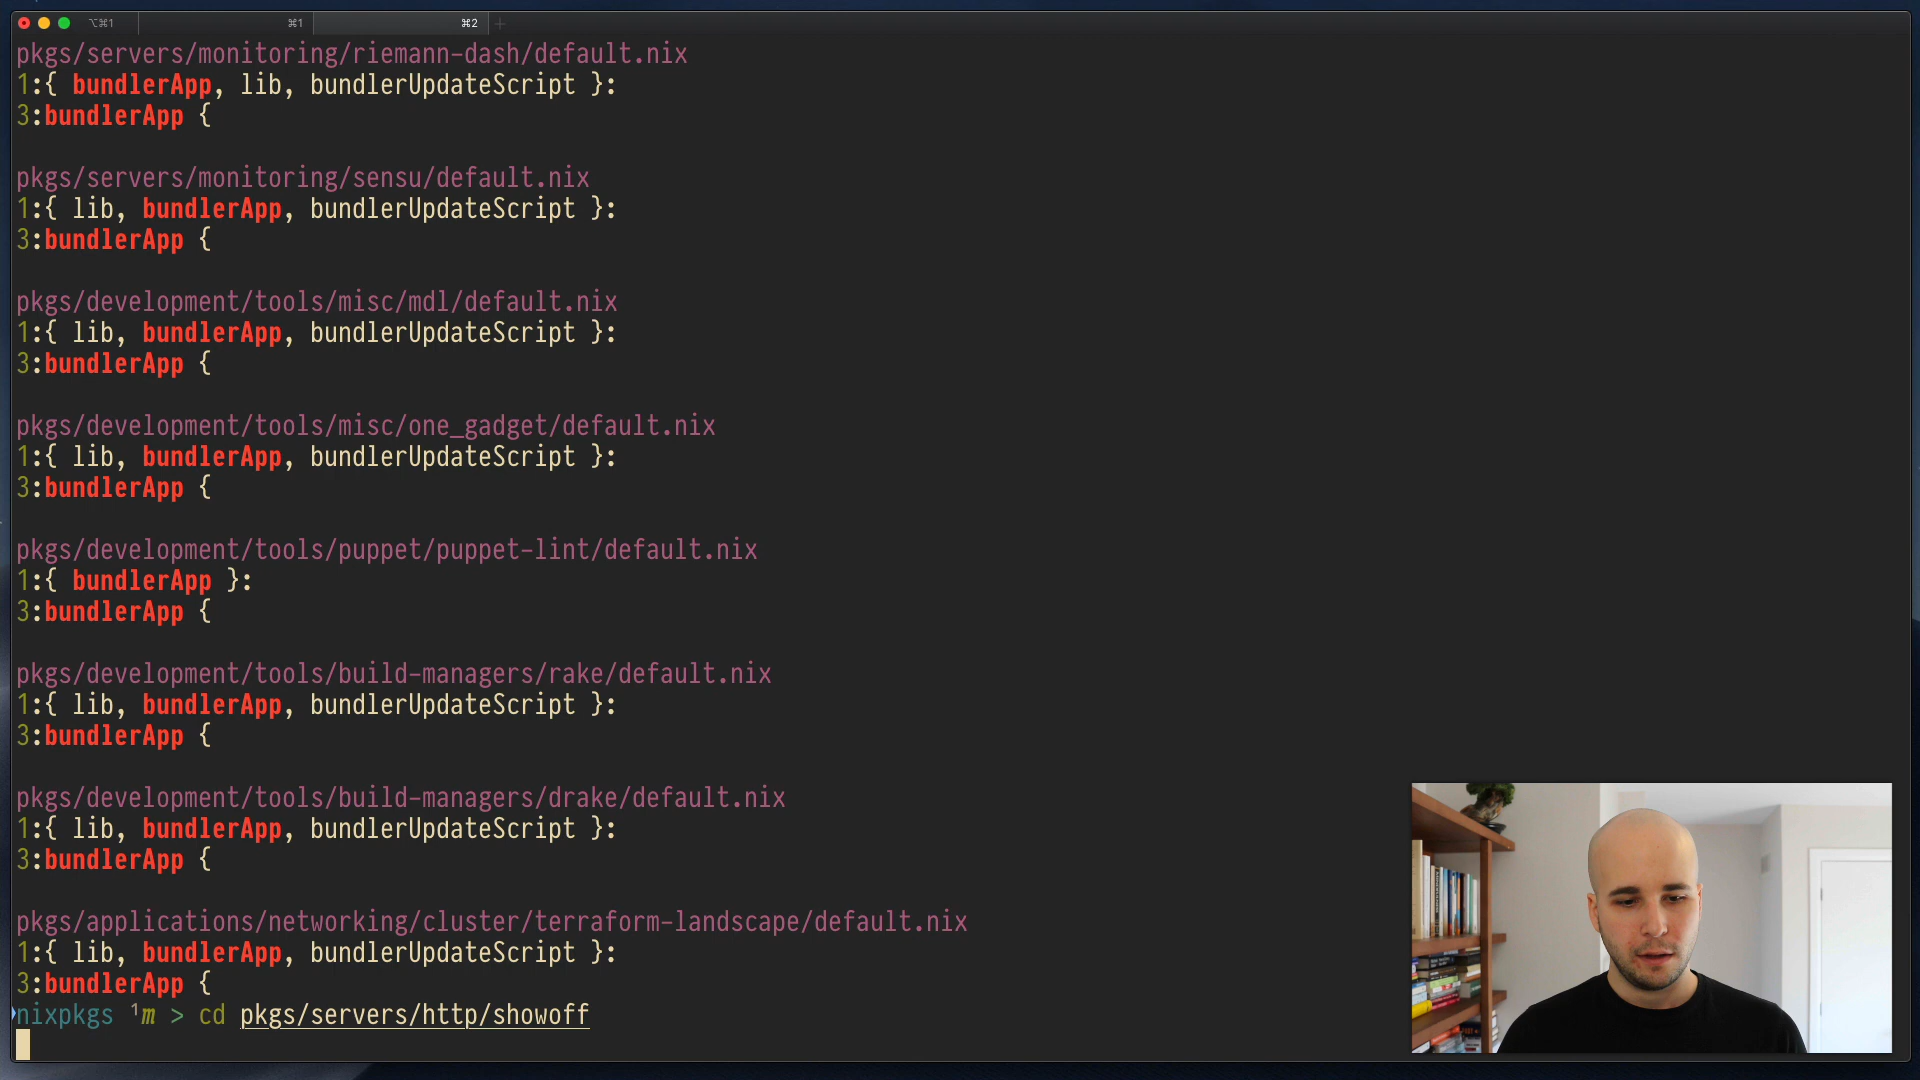 ⌥⌘1 ⌘1 ⌘2 +
pkgs/servers/monitoring/riemann-dash/default.nix
1:{ bundlerApp, lib, bundlerUpdateScript }:
3:bundlerApp {
pkgs/servers/monitoring/sensu/default.nix
1:{ lib, bundlerApp, bundlerUpdateScript }:
3:bundlerApp {
pkgs/development/tools/misc/mdl/default.nix
1:{ lib, bundlerApp, bundlerUpdateScript }:
3:bundlerApp {
pkgs/development/tools/misc/one_gadget/default.nix
1:{ lib, bundlerApp, bundlerUpdateScript }:
3:bundlerApp {
pkgs/development/tools/puppet/puppet-lint/default.nix
1:{ bundlerApp }:
3:bundlerApp {
pkgs/development/tools/build-managers/rake/default.nix
1:{ lib, bundlerApp, bundlerUpdateScript }:
3:bundlerApp {
pkgs/development/tools/build-managers/drake/default.nix
1:{ lib, bundlerApp, bundlerUpdateScript }:
3:bundlerApp {
pkgs/applications/networking/cluster/terraform-landscape/default.nix
1:{ lib, bundlerApp, bundlerUpdateScript }:
3:bundlerApp {
nixpkgs ¹m > cd pkgs/servers/http/showoff